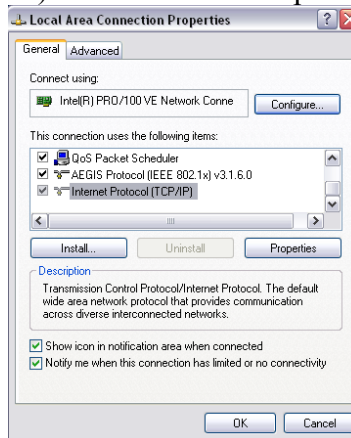 Local Area Connection Properties
General Advanced
Connect using:
Intel(R) PRO/100 VE Network Conne
Configure...
This connection uses the following items:
QoS Packet Scheduler
AEGIS Protocol (IEEE 802.1x) v3.1.6.0
Internet Protocol (TCP/IP)
Install... Uninstall Properties
Description
Transmission Control Protocol/Internet Protocol. The default
wide area network protocol that provides communication
across diverse interconnected networks.
Show icon in notification area when connected
Notify me when this connection has limited or no connectivity
OK Cancel